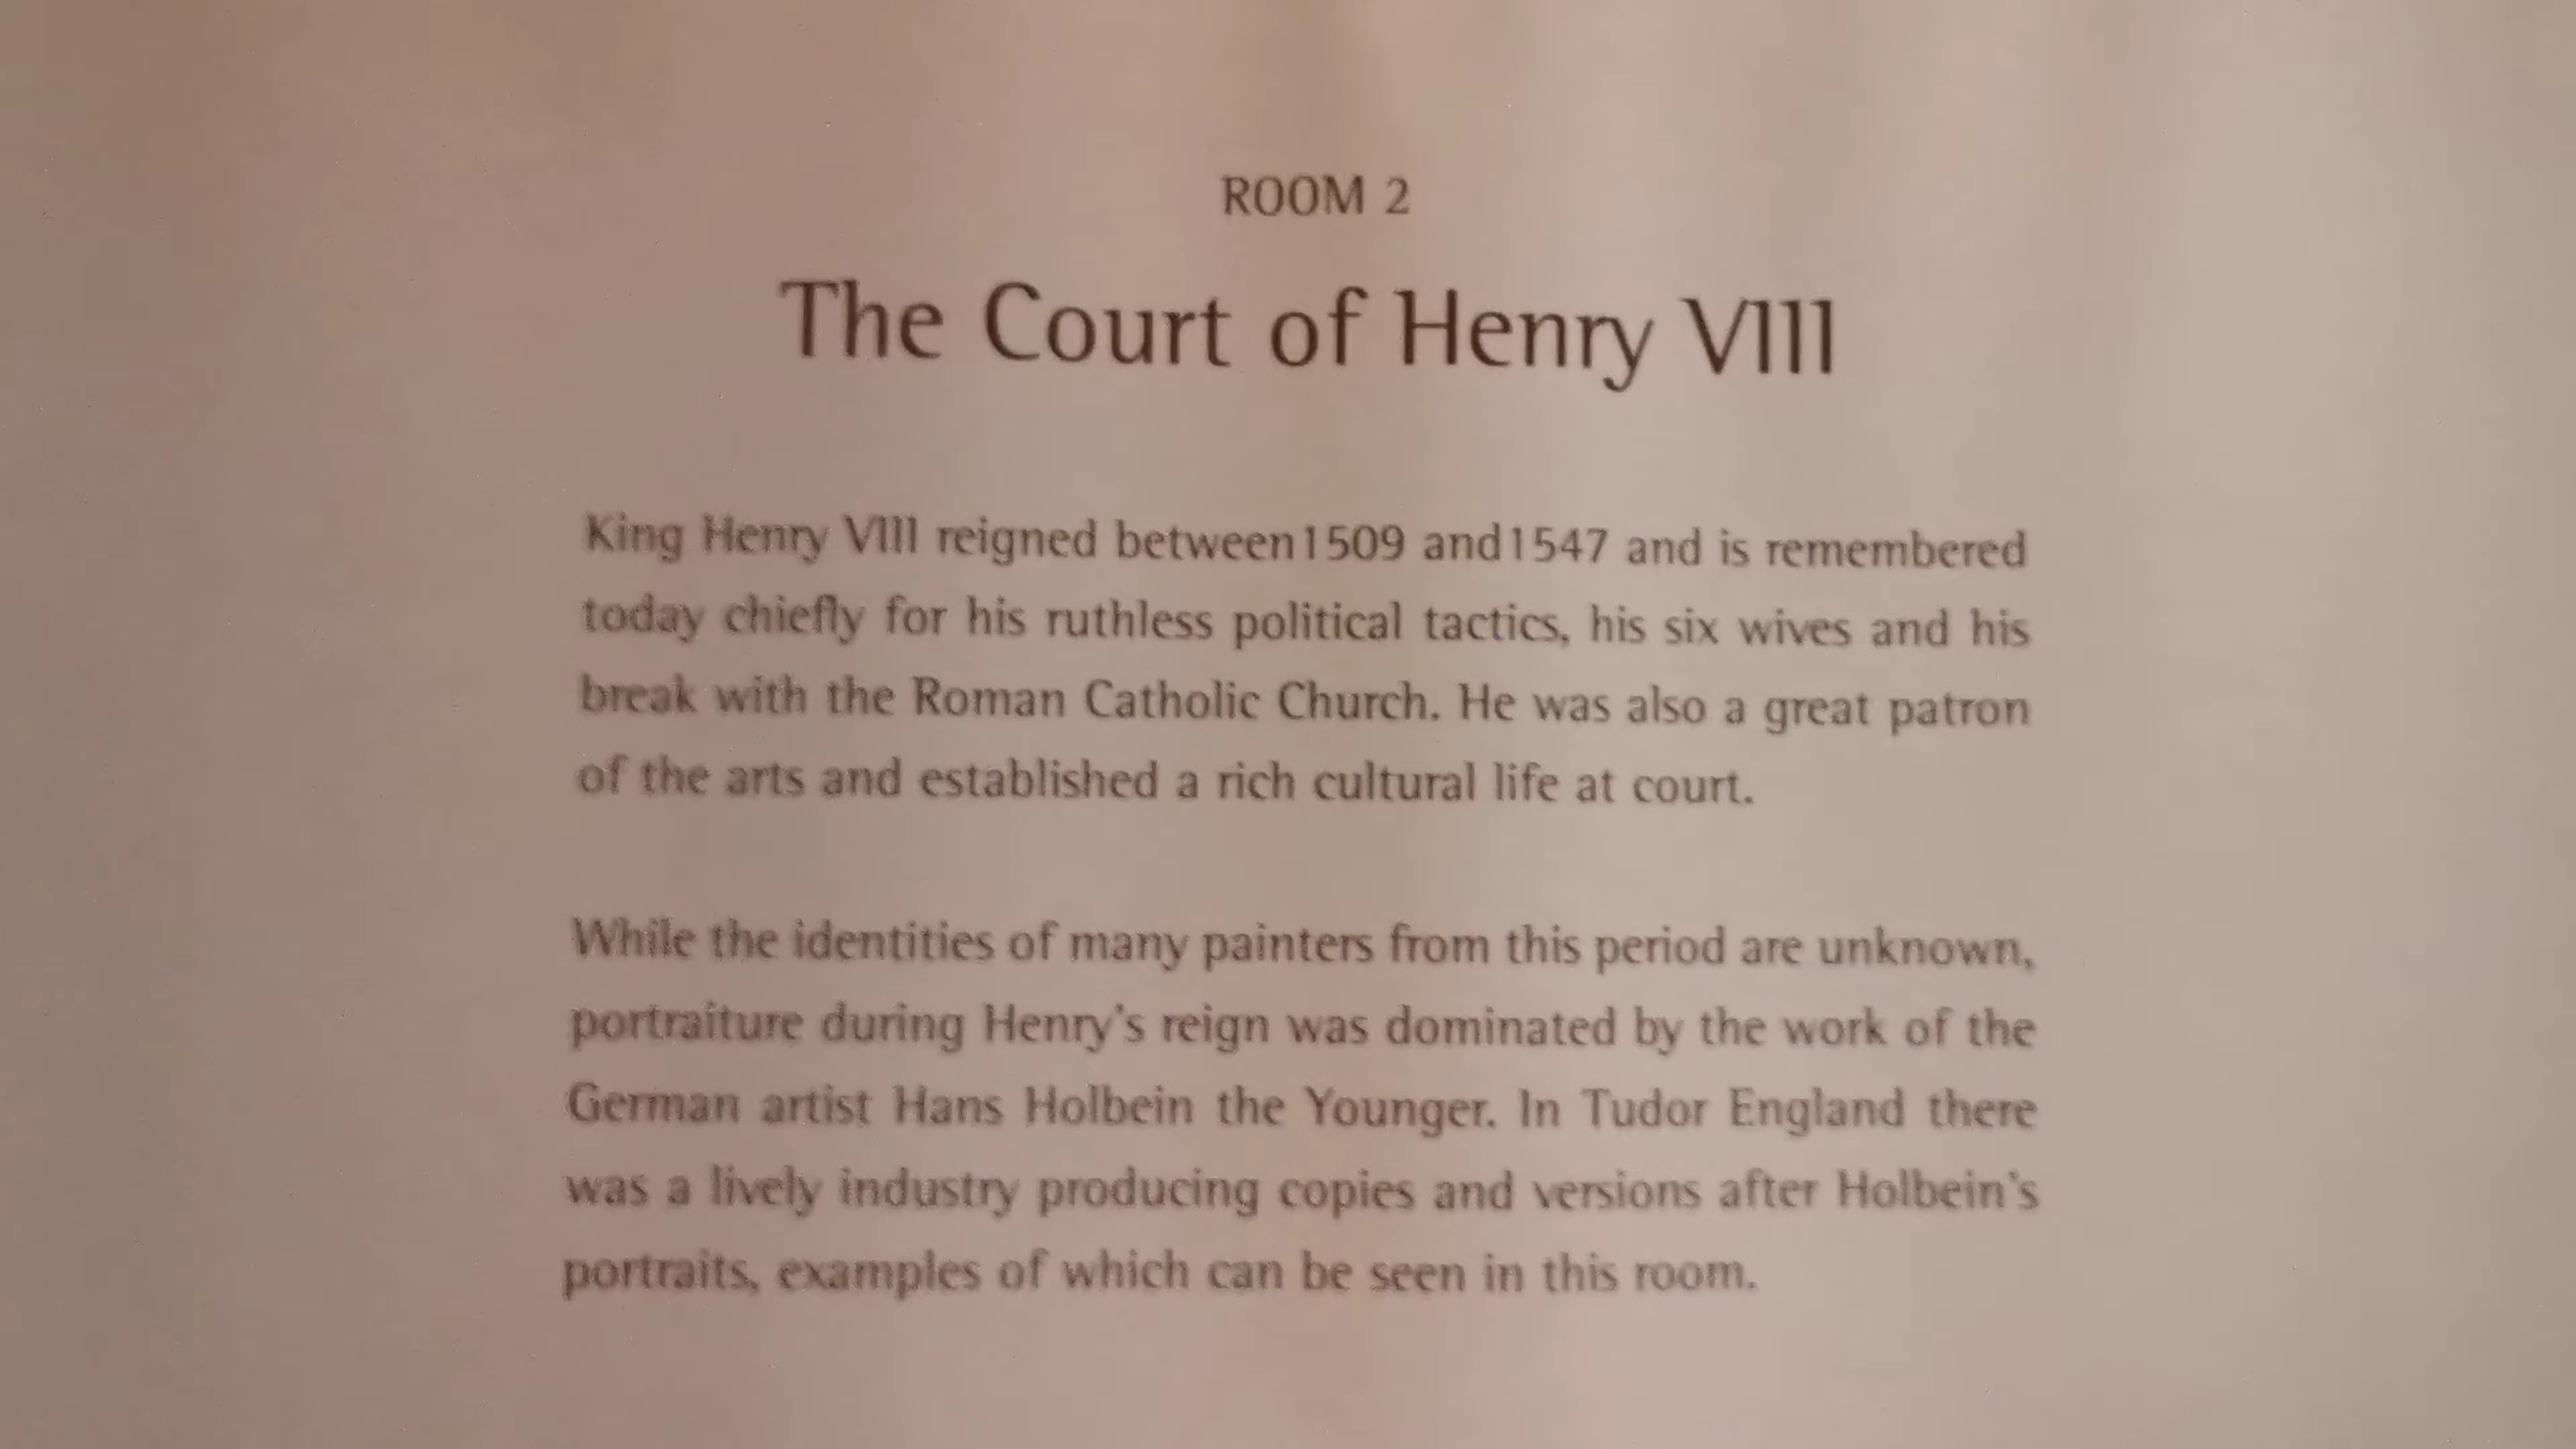 ROOM 2
The Court of Henry VIII
King Henry VIII reigned between1509 and1547 and is remembered
today chiefly for his ruthless political tactics, his six wives and his
break with the Roman Catholic Church. He was also a great patron
of the arts and established a rich cultural life at court.
While the identities of many painters from this period are unknown,
portraiture during Henry's reign was dominated by the work of the
German artist Hans Holbein the Younger. In Tudor England there
was a lively industry producing copies and versions after Holbein's
portraits, examples of which can be seen in this room.